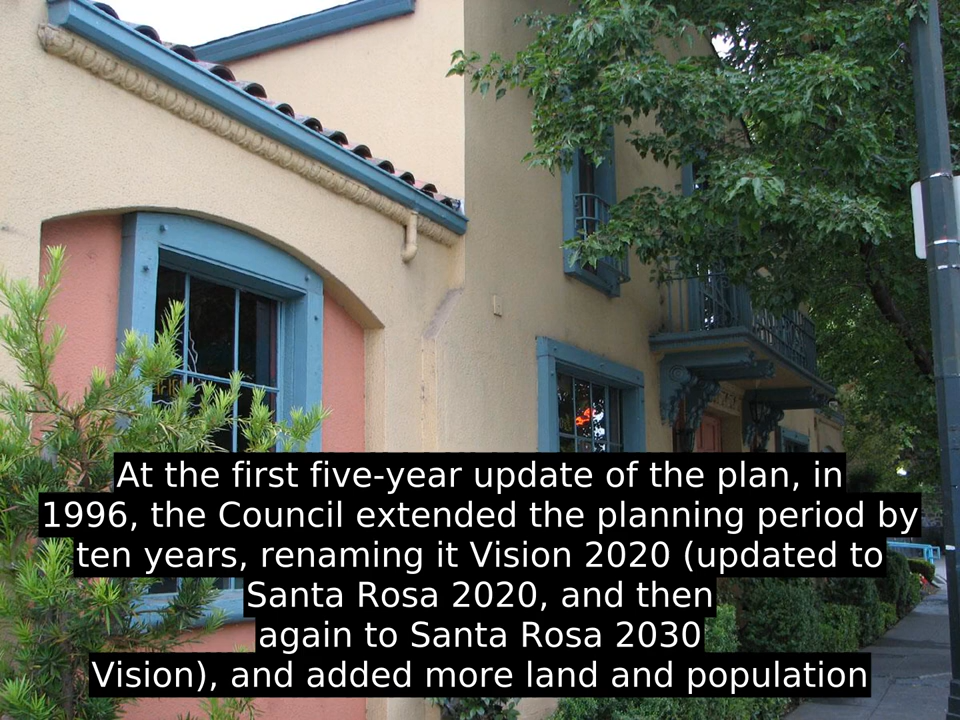 At the first five-year update of the plan, in
1996, the Council extended the planning period by
ten years, renaming it Vision 2020 (updated to
Santa Rosa 2020, and then
again to Santa Rosa 2030
Vision), and added more land and population